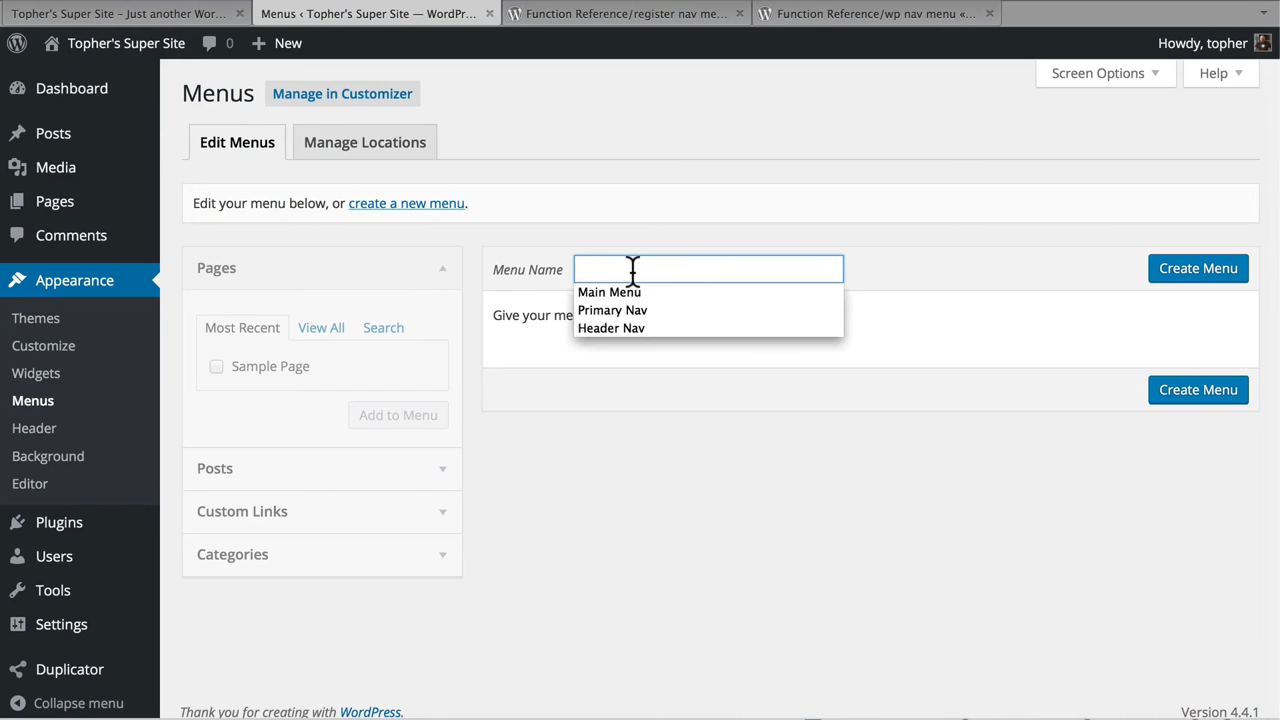 Topher's Super Site – Just another Wor...
Menus ‹ Topher's Super Site — WordPr...
Function Reference/register nav me...
Function Reference/wp nav menu «...
Topher's Super Site
0
New
Howdy, topher
Dashboard
Posts
Media
Pages
Comments
Appearance
Themes
Customize
Widgets
Menus
Header
Background
Editor
Plugins
Users
Tools
Settings
Duplicator
Collapse menu
Screen Options
Help
Menus
Manage in Customizer
Edit Menus
Manage Locations
Edit your menu below, or create a new menu.
Pages
Most Recent
View All
Search
Sample Page
Add to Menu
Posts
Custom Links
Categories
Menu Name
Create Menu
Main Menu
Primary Nav
Header Nav
Give your me
Create Menu
Thank you for creating with WordPress.
Version 4.4.1